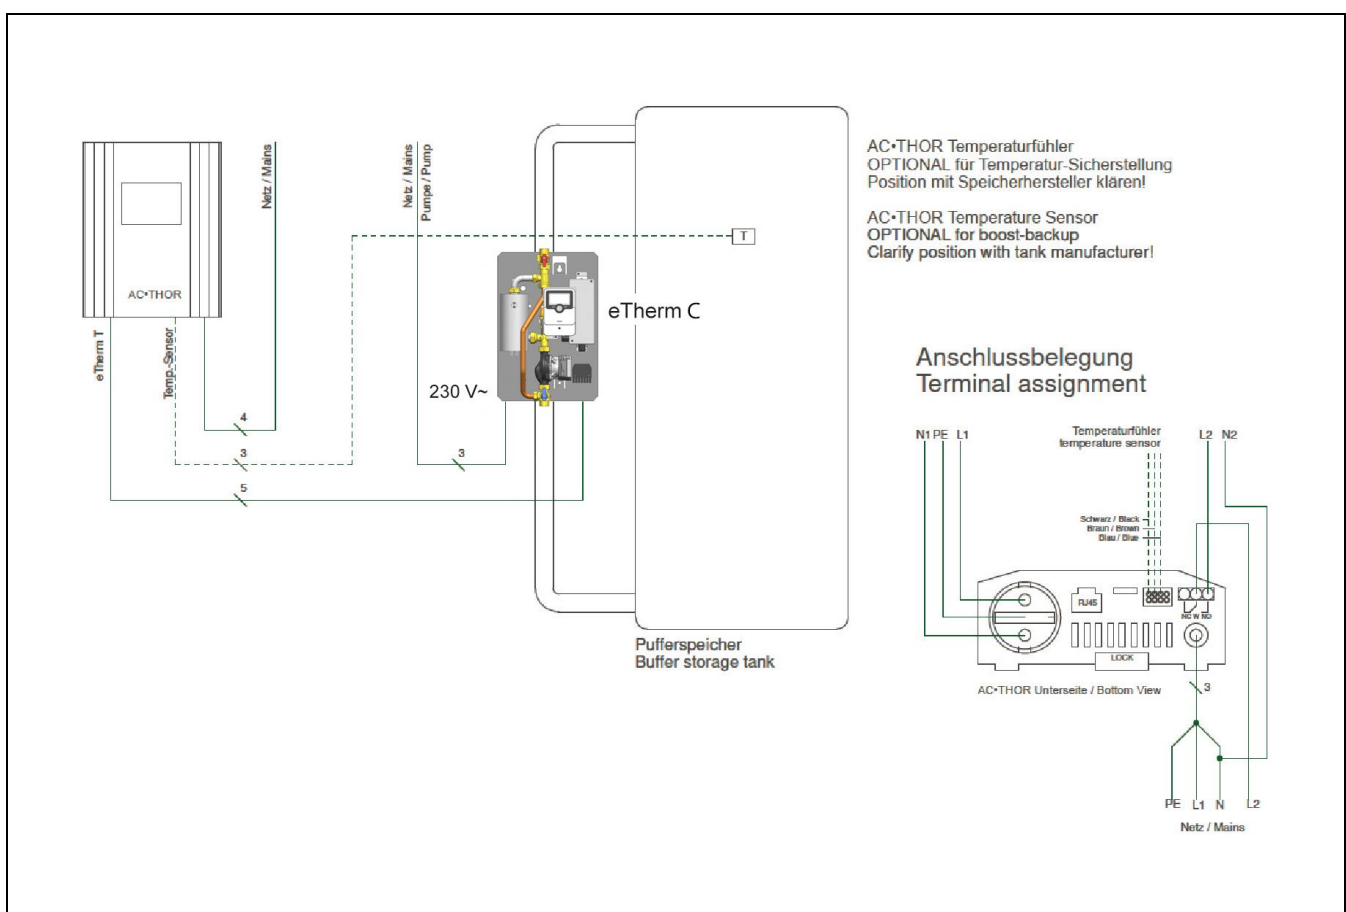 Netz / Mains
Netz / Mains
Pumpe / Pump
AC•THOR Temperaturfühler
OPTIONAL für Temperatur-Sicherstellung
Position mit Speicherhersteller klären!
AC•THOR Temperature Sensor
OPTIONAL for boost-backup
Clarify position with tank manufacturer!
T
AC•THOR
eTherm C
eTherm T
Temp.-Sensor
230 V~
4
3
3
5
Anschlussbelegung
Terminal assignment
N1 PE L1
Temperaturfühler
temperature sensor
L2 N2
Schwarz / Black
Braun / Brown
Blau / Blue
RJ45
NC W NO
LOCK
AC•THOR Unterseite / Bottom View
3
Pufferspeicher
Buffer storage tank
PE L1 N L2
Netz / Mains